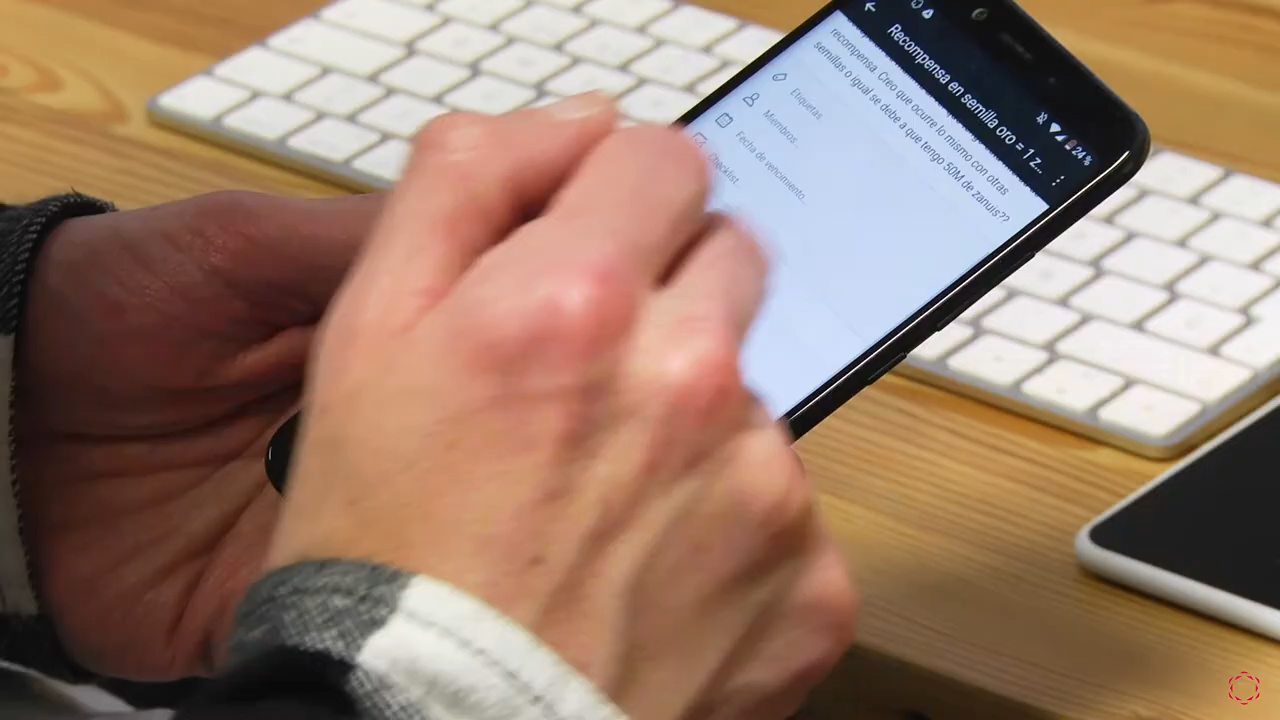 24%
Recompensa en semilla oro = 1 z...
recompensa. Creo que ocurre lo mismo con otras
semillas o igual se debe a que tengo 50M de zanuis??
Etiquetas
Miembros...
Fecha de vencimiento...
Checklist